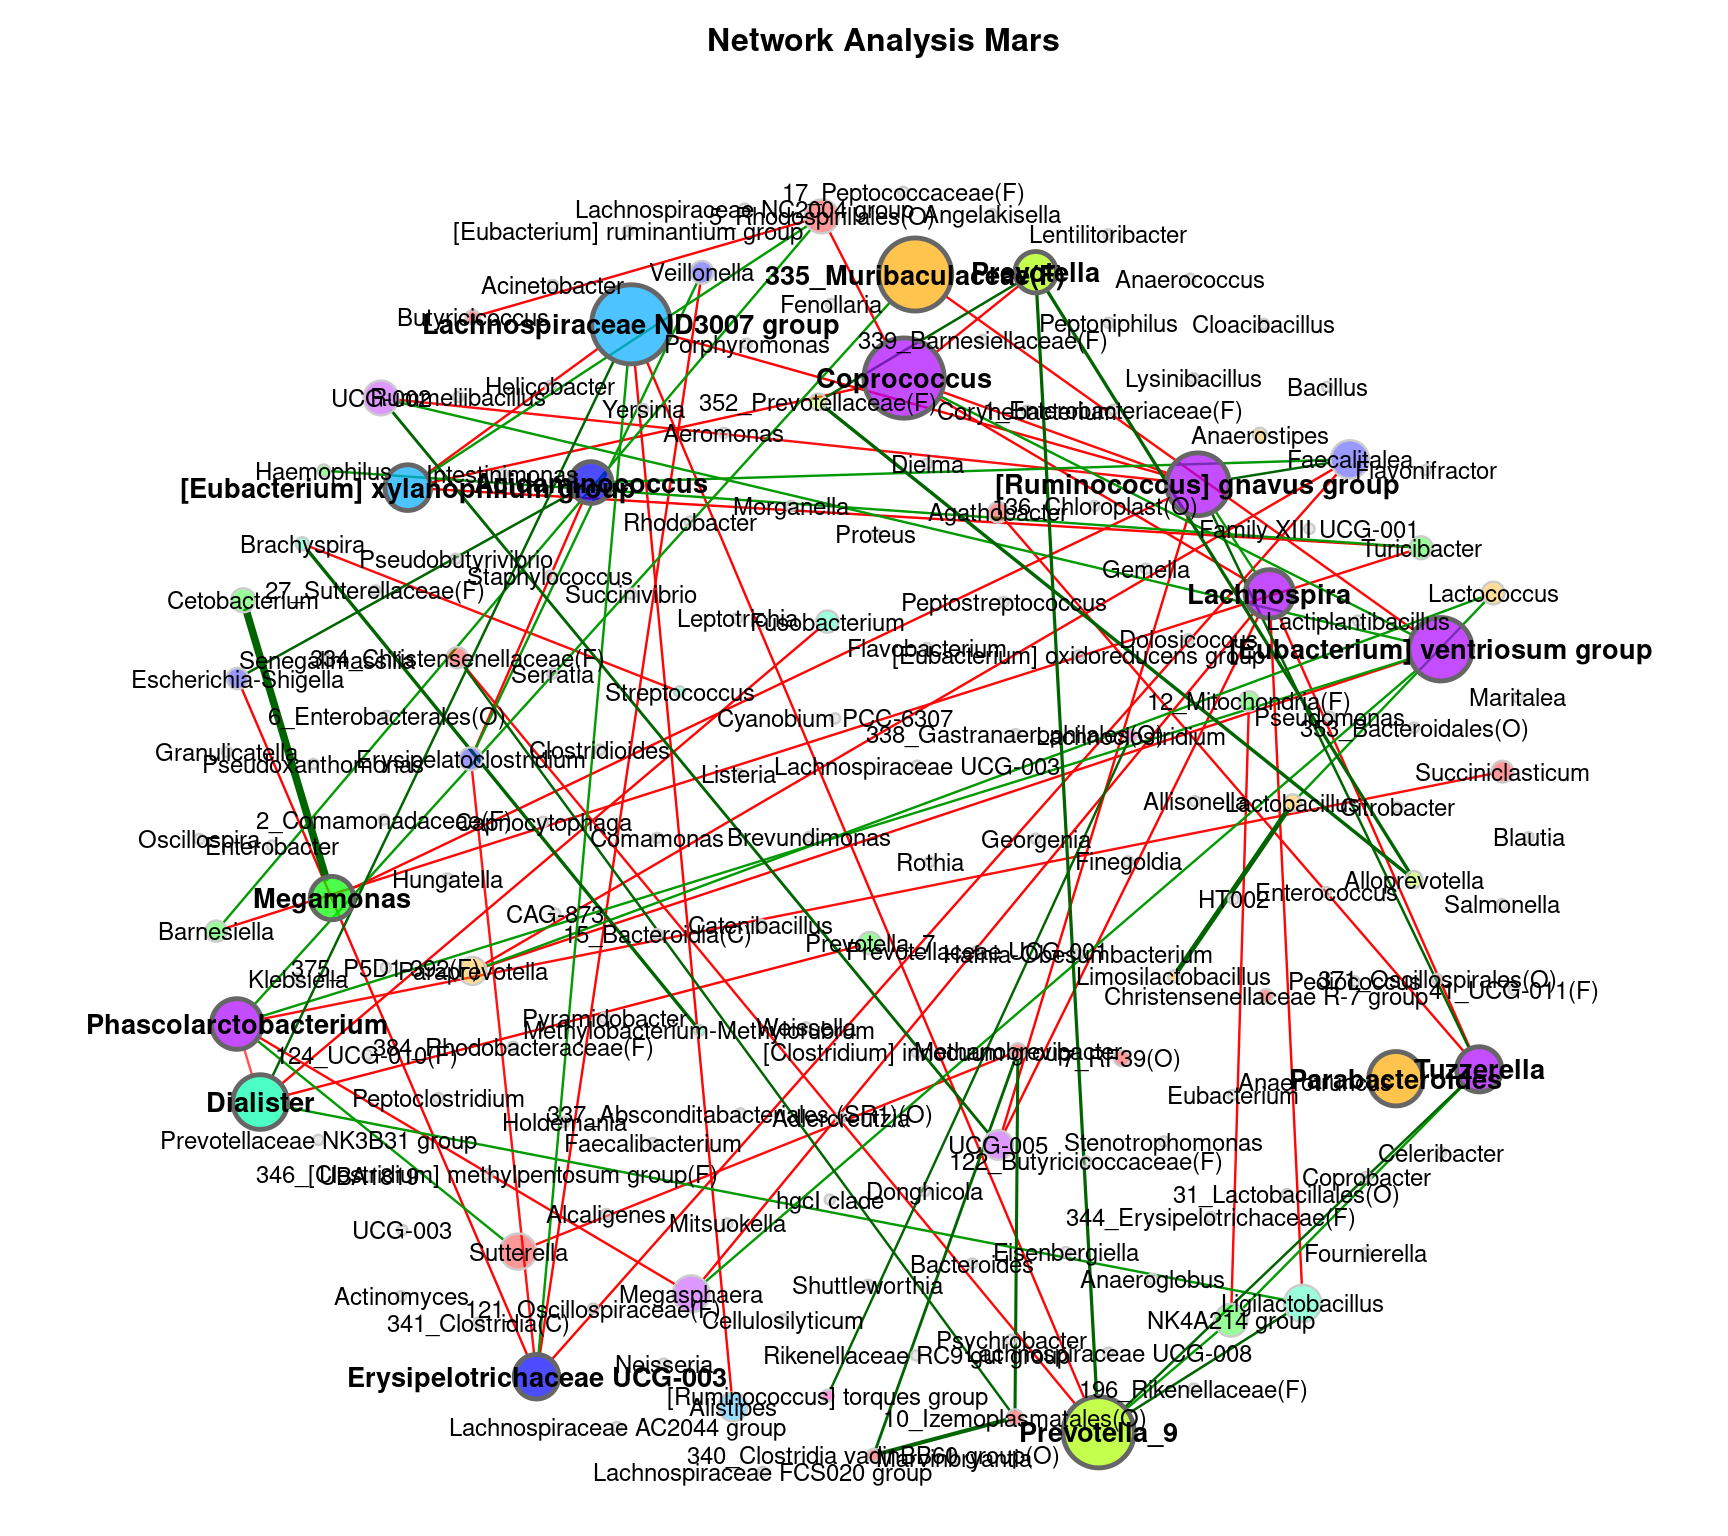 Network Analysis Mars
17_Peptococcaceae(F)
Lachnospiraceae NC2004 group
5_Rhodospirillales(O)
Angelakisella
[Eubacterium] ruminantium group
Lentilitoribacter
Veillonella
335_Muribaculaceae(F)
Prevotella
Anaerococcus
Acinetobacter
Fenollaria
Butyricicoccus
Lachnospiraceae ND3007 group
Peptoniphilus
Cloacibacillus
Porphyromonas
339_Barnesiellaceae(F)
Coprococcus
Lysinibacillus
Bacillus
Helicobacter
UCG-002
Rummeliibacillus
352_Prevotellaceae(F)
Yersinia
Corynebacterium
1_Enterobacteriaceae(F)
Aeromonas
Anaerostipes
Faecalitalea
Flavonifractor
Dielma
Haemophilus
Intestinimonas
[Eubacterium] xylanophilum group
Acidaminococcus
[Ruminococcus] gnavus group
Morganella
136_Chloroplast(O)
Agathobacter
Rhodobacter
Proteus
Family XIII UCG-001
Turicibacter
Brachyspira
Pseudobutyrivibrio
Staphylococcus
Gemella
27_Sutterellaceae(F)
Cetobacterium
Succinivibrio
Peptostreptococcus
Lachnospira
Lactococcus
Leptotrichia
Fusobacterium
Lactiplantibacillus
Dolosicoccus
Flavobacterium
[Eubacterium] oxidoreducens group
[Eubacterium] ventriosum group
Senegalimassilia
334_Christensenellaceae(F)
Serratia
Escherichia-Shigella
Streptococcus
Maritalea
12_Mitochondria(F)
6_Enterobacterales(O)
Cyanobium PCC-6307
Pseudomonas
353_Bacteroidales(O)
338_Gastranaerophilales(O)
Lachnoclostridium
Granulicatella
Pseudoxanthomonas
Erysipelatoclostridium
Clostridioides
Listeria
Lachnospiraceae UCG-003
Succiniclasticum
Allisonella
Lactobacillus
Citrobacter
2_Comamonadaceae(F)
Capnocytophaga
Oscillospira
Enterobacter
Comamonas
Brevundimonas
Georgenia
Blautia
Rothia
Finegoldia
Hungatella
Alloprevotella
Megamonas
HT002
Enterococcus
Salmonella
CAG-873
Catenibacillus
Barnesiella
15_Bacteroidia(C)
Prevotella_7
Prevotellaceae UCG-001
Hafnia-Obesumbacterium
375_P5D1-392(F)
Paraprevotella
Klebsiella
Limosilactobacillus
Pediococcus
371_Oscillospirales(O)
Christensenellaceae R-7 group
41_UCG-011(F)
Phascolarctobacterium
Pyramidobacter
Methylobacterium-Methylorubrum
Weissella
384_Rhodobacteraceae(F)
124_UCG-010(F)
[Clostridium] innocuum group
Methanobrevibacter
7_RF39(O)
Tuzzerella
Parabacteroides
Anaerotruncus
Eubacterium
Dialister
Peptoclostridium
337_Absconditabacteriales (SR1)(O)
Holdemania
Adlercreutzia
Prevotellaceae NK3B31 group
Faecalibacterium
UCG-005
Stenotrophomonas
122_Butyricicoccaceae(F)
Celeribacter
346_[Clostridium] methylpentosum group(F)
UBA1819
Coprobacter
hgcI clade
Donghicola
31_Lactobacillales(O)
Alcaligenes
Mitsuokella
344_Erysipelotrichaceae(F)
UCG-003
Sutterella
Eisenbergiella
Fournierella
Bacteroides
Anaeroglobus
Shuttleworthia
Actinomyces
Megasphaera
121_Oscillospiraceae(F)
341_Clostridia(C)
Cellulosilyticum
Ligilactobacillus
NK4A214 group
Psychrobacter
Rikenellaceae RC9 gut group
Lachnospiraceae UCG-008
Neisseria
Erysipelotrichaceae UCG-003
196_Rikenellaceae(F)
[Ruminococcus] torques group
Alistipes
10_Izemoplasmatales(O)
Lachnospiraceae AC2044 group
Prevotella_9
340_Clostridia vadinBB60 group(O)
Marvinbryantia
Lachnospiraceae FCS020 group